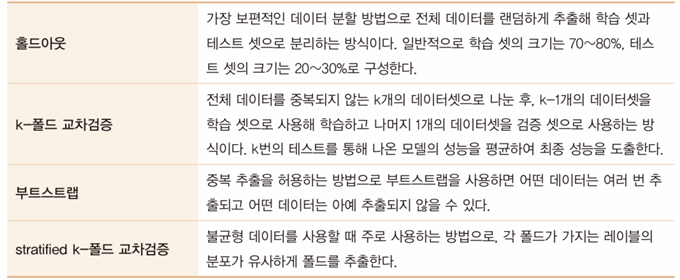 홀드아웃
가장 보편적인 데이터 분할 방법으로 전체 데이터를 랜덤하게 추출해 학습 셋과
테스트 셋으로 분리하는 방식이다. 일반적으로 학습 셋의 크기는 70~80%, 테스
트 셋의 크기는 20~30%로 구성한다.
k-폴드 교차검증
전체 데이터를 중복되지 않는 k개의 데이터셋으로 나눈 후, k-1개의 데이터셋을
학습 셋으로 사용해 학습하고 나머지 1개의 데이터셋을 검증 셋으로 사용하는 방
식이다. k번의 테스트를 통해 나온 모델의 성능을 평균하여 최종 성능을 도출한다.
부트스트랩
중복 추출을 허용하는 방법으로 부트스트랩을 사용하면 어떤 데이터는 여러 번 추
출되고 어떤 데이터는 아예 추출되지 않을 수 있다.
stratified k-폴드 교차검증
불균형 데이터를 사용할 때 주로 사용하는 방법으로, 각 폴드가 가지는 레이블의
분포가 유사하게 폴드를 추출한다.